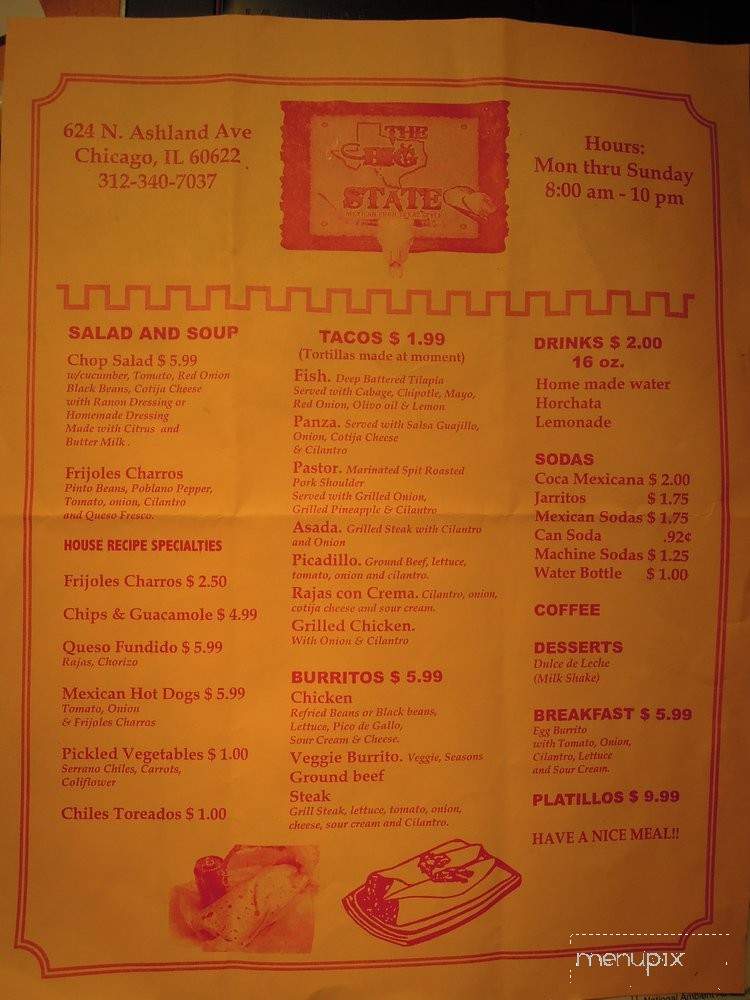 624 N. Ashland Ave
Chicago, IL 60622
312-340-7037
THE
BIG
STATE
Hours:
Mon thru Sunday
8:00 am - 10 pm
SALAD AND SOUP
Chop Salad $ 5.99
w/cucumber, Tomato, Red Onion
Black Beans, Cotija Cheese
with Ranon Dressing or
Homemade Dressing
Made with Citrus and
Butter Milk .
Frijoles Charros
Pinto Beans, Poblano Pepper,
Tomato, onion, Cilantro
and Queso Fresco.
HOUSE RECIPE SPECIALTIES
Frijoles Charros $ 2.50
Chips & Guacamole $ 4.99
Queso Fundido $ 5.99
Rajas, Chorizo
Mexican Hot Dogs $ 5.99
Tomato, Onion
& Frijoles Charros
Pickled Vegetables $ 1.00
Serrano Chiles, Carrots,
Coliflower
Chiles Toreados $ 1.00
TACOS $ 1.99
(Tortillas made at moment)
Fish. Deep Battered Tilapia
Served with Cabage, Chipotle, Mayo,
Red Onion, Olivo oil & Lemon
Panza. Served with Salsa Guajillo,
Onion, Cotija Cheese
& Cilantro
Pastor. Marinated Spit Roasted
Pork Shoulder
Served with Grilled Onion,
Grilled Pineapple & Cilantro
Asada. Grilled Steak with Cilantro
and Onion
Picadillo. Ground Beef, lettuce,
tomato, onion and cilantro.
Rajas con Crema. Cilantro, onion,
cotija cheese and sour cream.
Grilled Chicken.
With Onion & Cilantro
BURRITOS $ 5.99
Chicken
Refried Beans or Black beans,
Lettuce, Pico de Gallo,
Sour Cream & Cheese.
Veggie Burrito. Veggie, Seasons
Ground beef
Steak
Grill Steak, lettuce, tomato, onion,
cheese, sour cream and Cilantro.
DRINKS $ 2.00
16 oz.
Home made water
Horchata
Lemonade
SODAS
Coca Mexicana $ 2.00
Jarritos $ 1.75
Mexican Sodas $ 1.75
Can Soda .92¢
Machine Sodas $ 1.25
Water Bottle $ 1.00
COFFEE
DESSERTS
Dulce de Leche
(Milk Shake)
BREAKFAST $ 5.99
Egg Burrito
with Tomato, Onion,
Cilantro, Lettuce
and Sour Cream.
PLATILLOS $ 9.99
HAVE A NICE MEAL!!
menupix